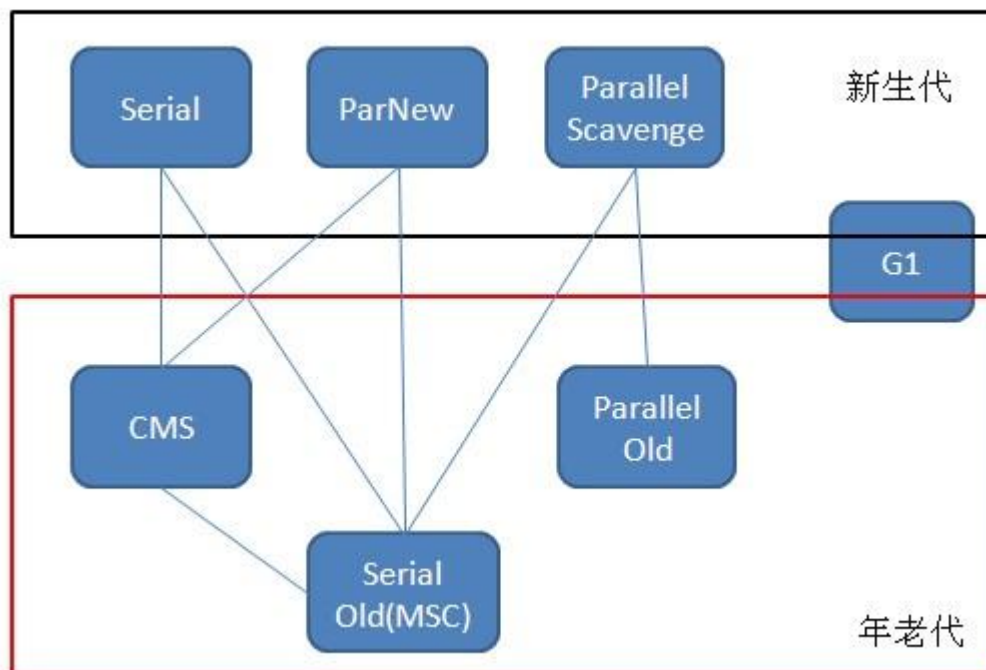 Serial
ParNew
Parallel
Scavenge
新生代
G1
CMS
Parallel
Old
Serial
Old(MSC)
年老代